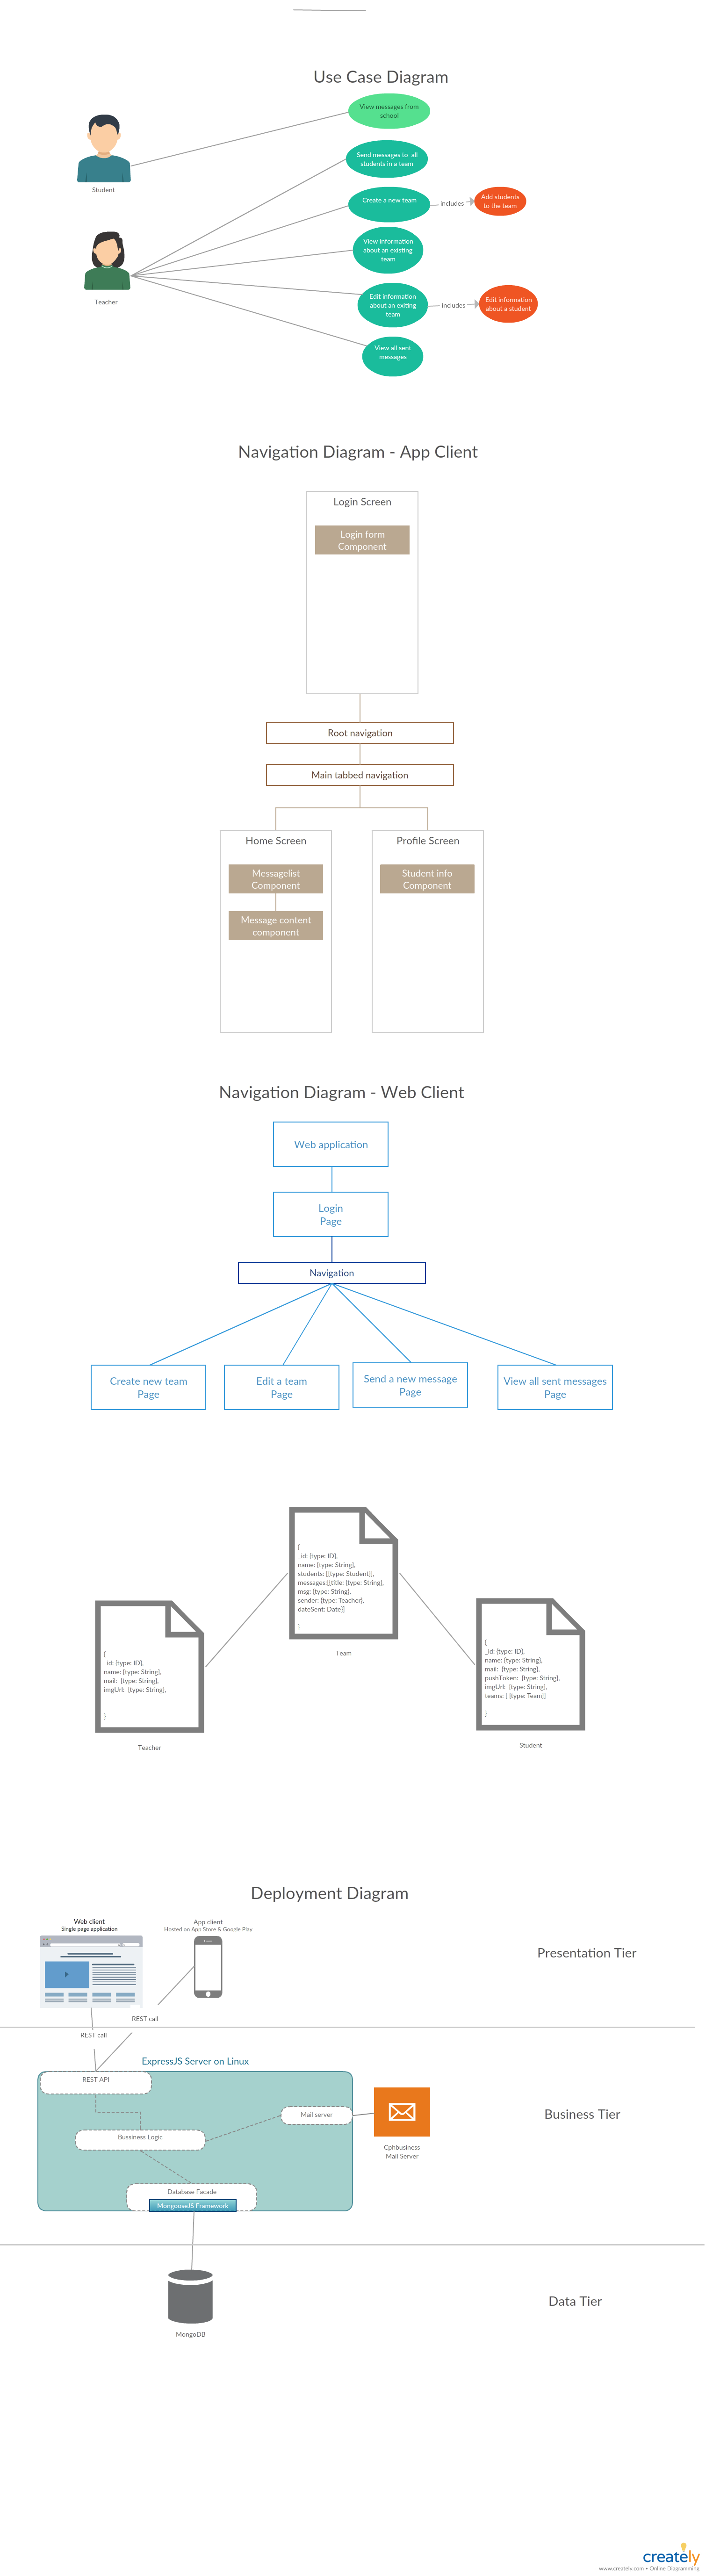 Use Case Diagram
View messages from
school
Student
Send messages to  all
students in a team
Create a new team
includes
Add students
to the team
View information
about an existing
team
Teacher
Edit information
about an exiting
team
includes
Edit information
about a student
View all sent
messages
Navigation Diagram - App Client
Login Screen
Login form
Component
Root navigation
Main tabbed navigation
Home Screen
Messagelist
Component
Message content
component
Profile Screen
Student info
Component
Navigation Diagram - Web Client
Web application
Login
Page
Navigation
Create new team
Page
Edit a team
Page
Send a new message
Page
View all sent messages
Page
{
_id: {type: ID},
name: {type: String},
mail:  {type: String},
imgUrl:  {type: String},
}
Teacher
{
_id: {type: ID},
name: {type: String},
students: [{type: Student}],
messages:[{title: {type: String},
msg: {type: String},
sender: {type: Teacher},
dateSent: Date}]
}
Team
{
_id: {type: ID},
name: {type: String},
mail:  {type: String},
pushToken:  {type: String},
imgUrl:  {type: String},
teams: [ {type: Team}]
}
Student
Deployment Diagram
Web client
Single page application
App client
Hosted on App Store & Google Play
Presentation Tier
REST call
REST call
ExpressJS Server on Linux
REST API
Bussiness Logic
Mail server
Database Facade
MongooseJS Framework
Cphbusiness
Mail Server
Business Tier
MongoDB
Data Tier
creately
www.creately.com • Online Diagramming